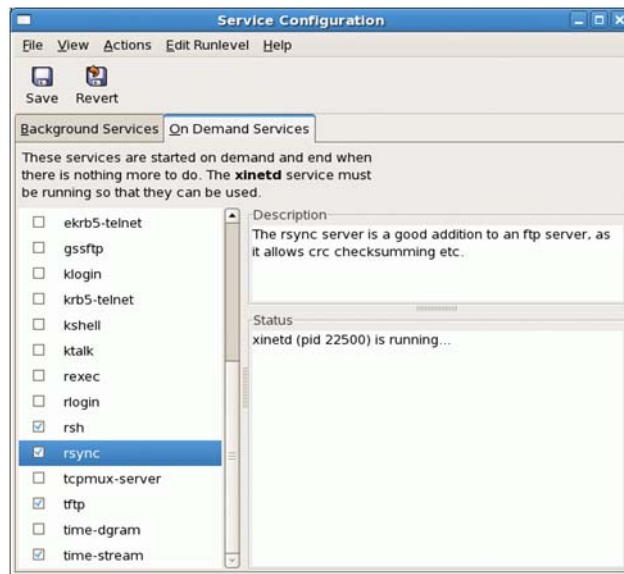 Service Configuration
File View Actions Edit Runlevel Help
Save Revert
Background Services On Demand Services
These services are started on demand and end when
there is nothing more to do. The xinetd service must
be running so that they can be used.
ekrb5-telnet
gssftp
klogin
krb5-telnet
kshell
ktalk
rexec
rlogin
rsh
rsync
tcpmux-server
tftp
time-dgram
time-stream
Description
The rsync server is a good addition to an ftp server, as
it allows crc checksumming etc.
Status
xinetd (pid 22500) is running...